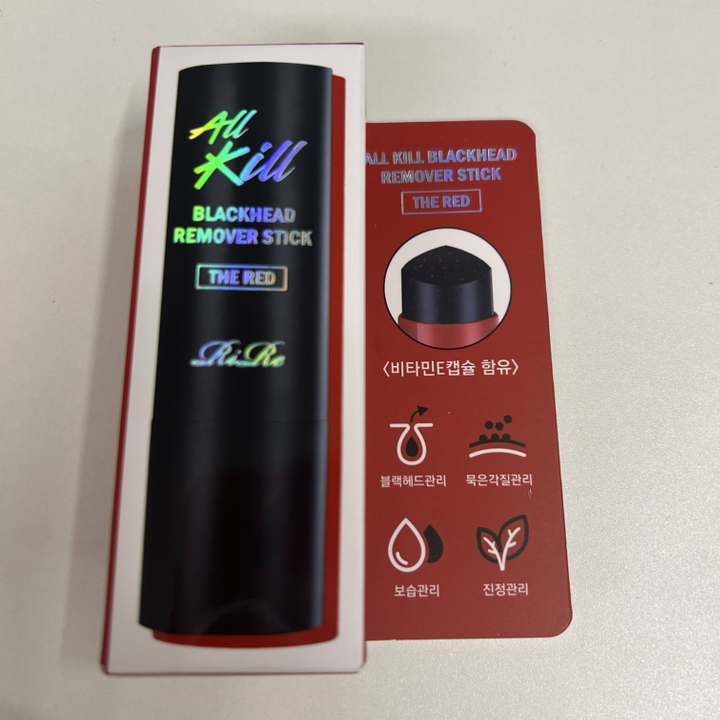 All
Kill
BLACKHEAD
REMOVER STICK
THE RED
RiRe
ALL KILL BLACKHEAD
REMOVER STICK
THE RED
〈비타민E캡슐 함유〉
블랙헤드관리
묵은각질관리
보습관리
진정관리